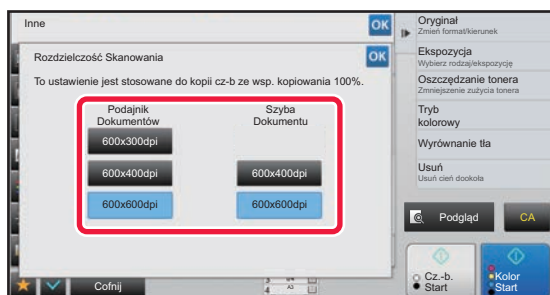 Inne
OK
Rozdzielczość Skanowania
OK
To ustawienie jest stosowane do kopii cz-b ze wsp. kopiowania 100%.
Podajnik
Dokumentów
Szyba
Dokumentu
600x300dpi
600x400dpi
600x400dpi
600x600dpi
600x600dpi
Cofnij
4
A3
Oryginał
Zmień format/kierunek
Ekspozycja
Wybierz rodzaj/ekspozycję
Oszczędzanie tonera
Zmniejszenie zużycia tonera
Tryb
kolorowy
Wyrównanie tła
Usuń
Usuń cień dookoła
Podgląd
CA
Cz.-b.
Start
Kolor
Start